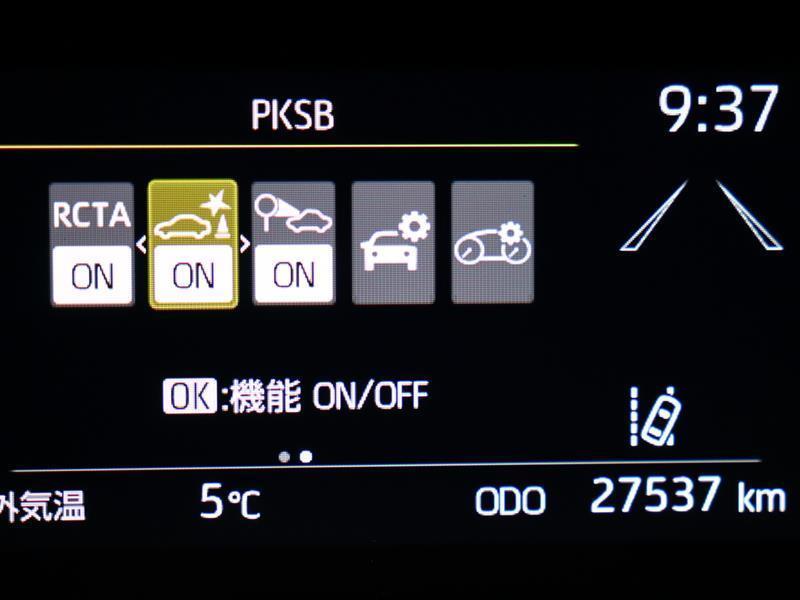 PKSB
9:37
RCTA
ON ON ON
OK:機能 ON/OFF
外気温 5℃ ODO 27537 km